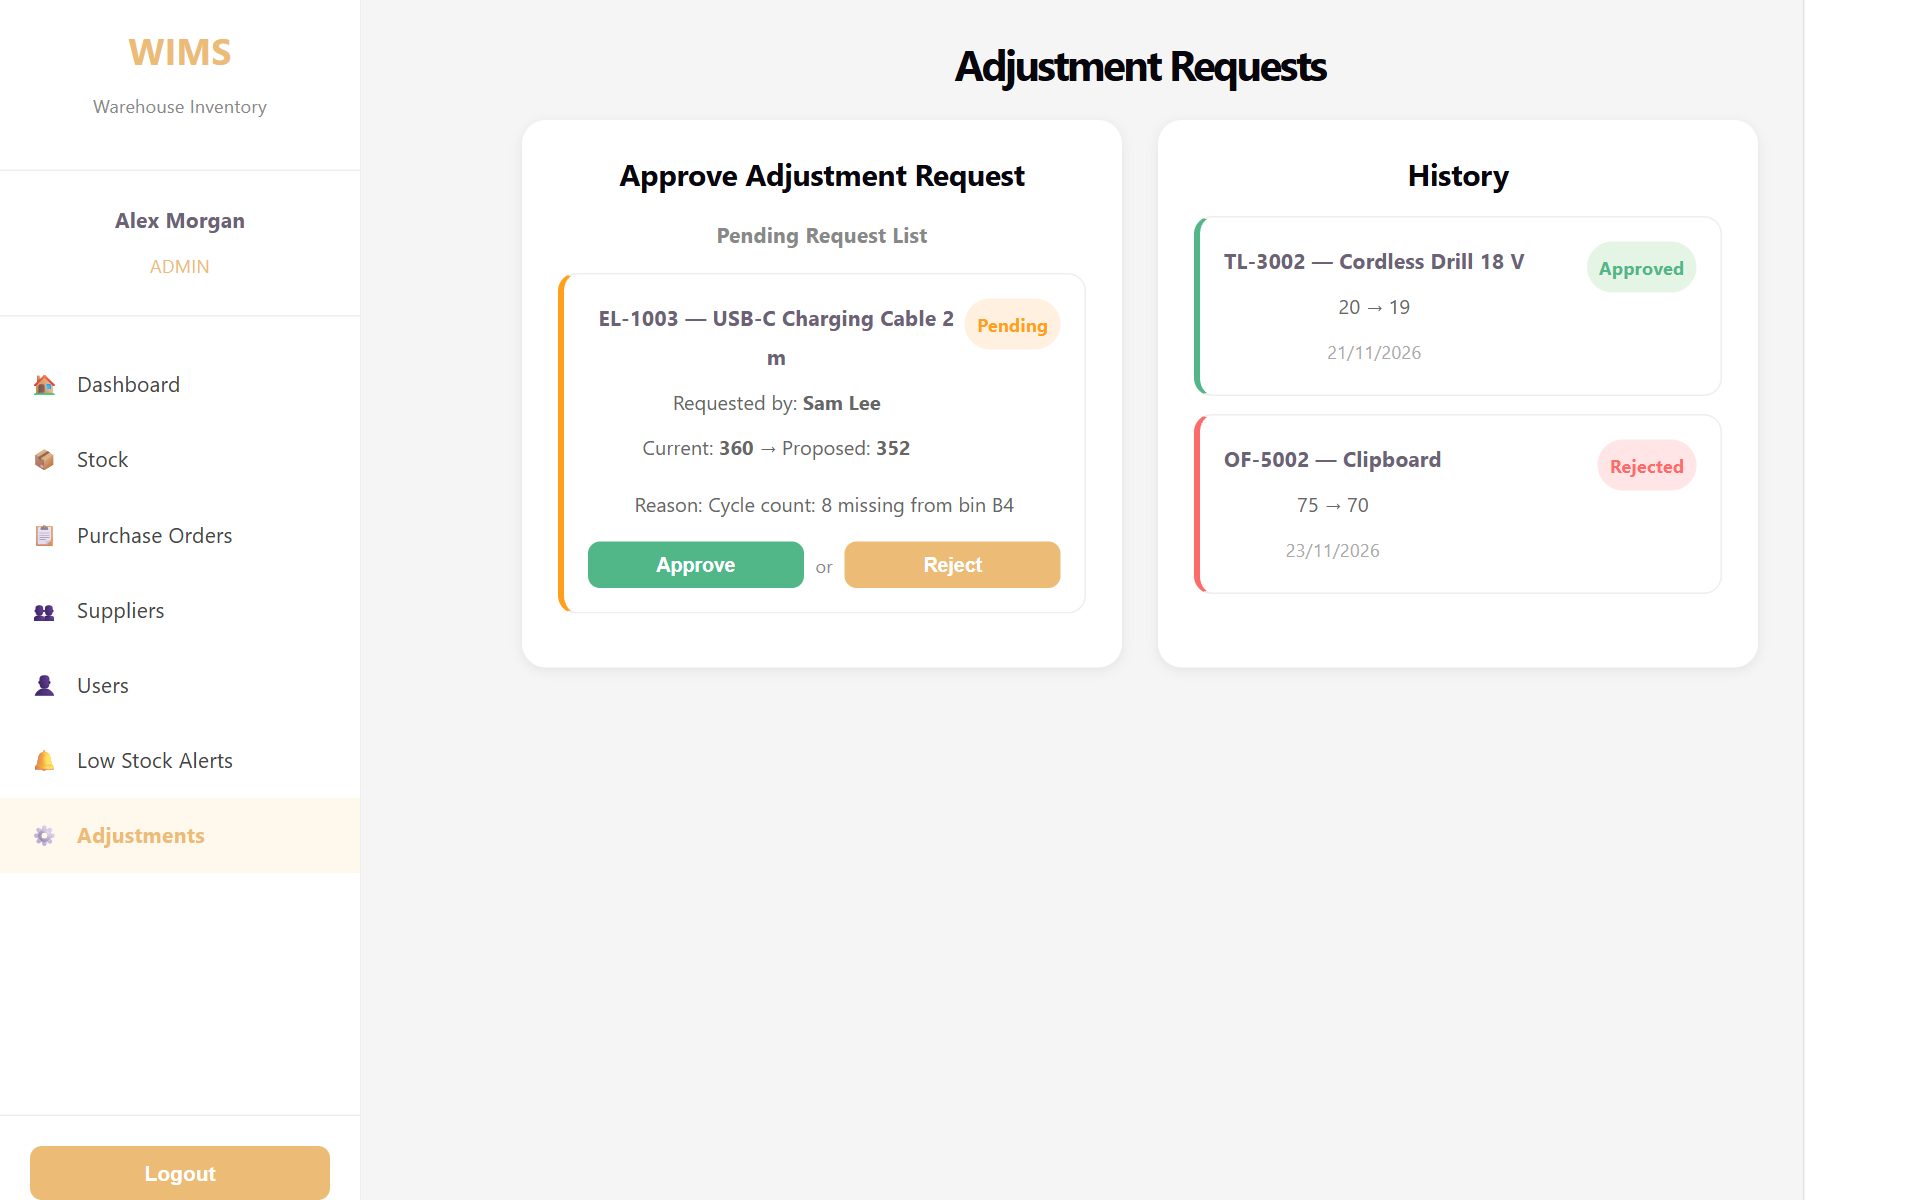 WIMS
Warehouse Inventory
Alex Morgan
ADMIN
Dashboard
Stock
Purchase Orders
Suppliers
Users
Low Stock Alerts
Adjustments
Logout
Adjustment Requests
Approve Adjustment Request
Pending Request List
EL-1003 — USB-C Charging Cable 2
m
Pending
Requested by: Sam Lee
Current: 360 → Proposed: 352
Reason: Cycle count: 8 missing from bin B4
Approve or Reject
History
TL-3002 — Cordless Drill 18 V
Approved
20 → 19
21/11/2026
OF-5002 — Clipboard
Rejected
75 → 70
23/11/2026